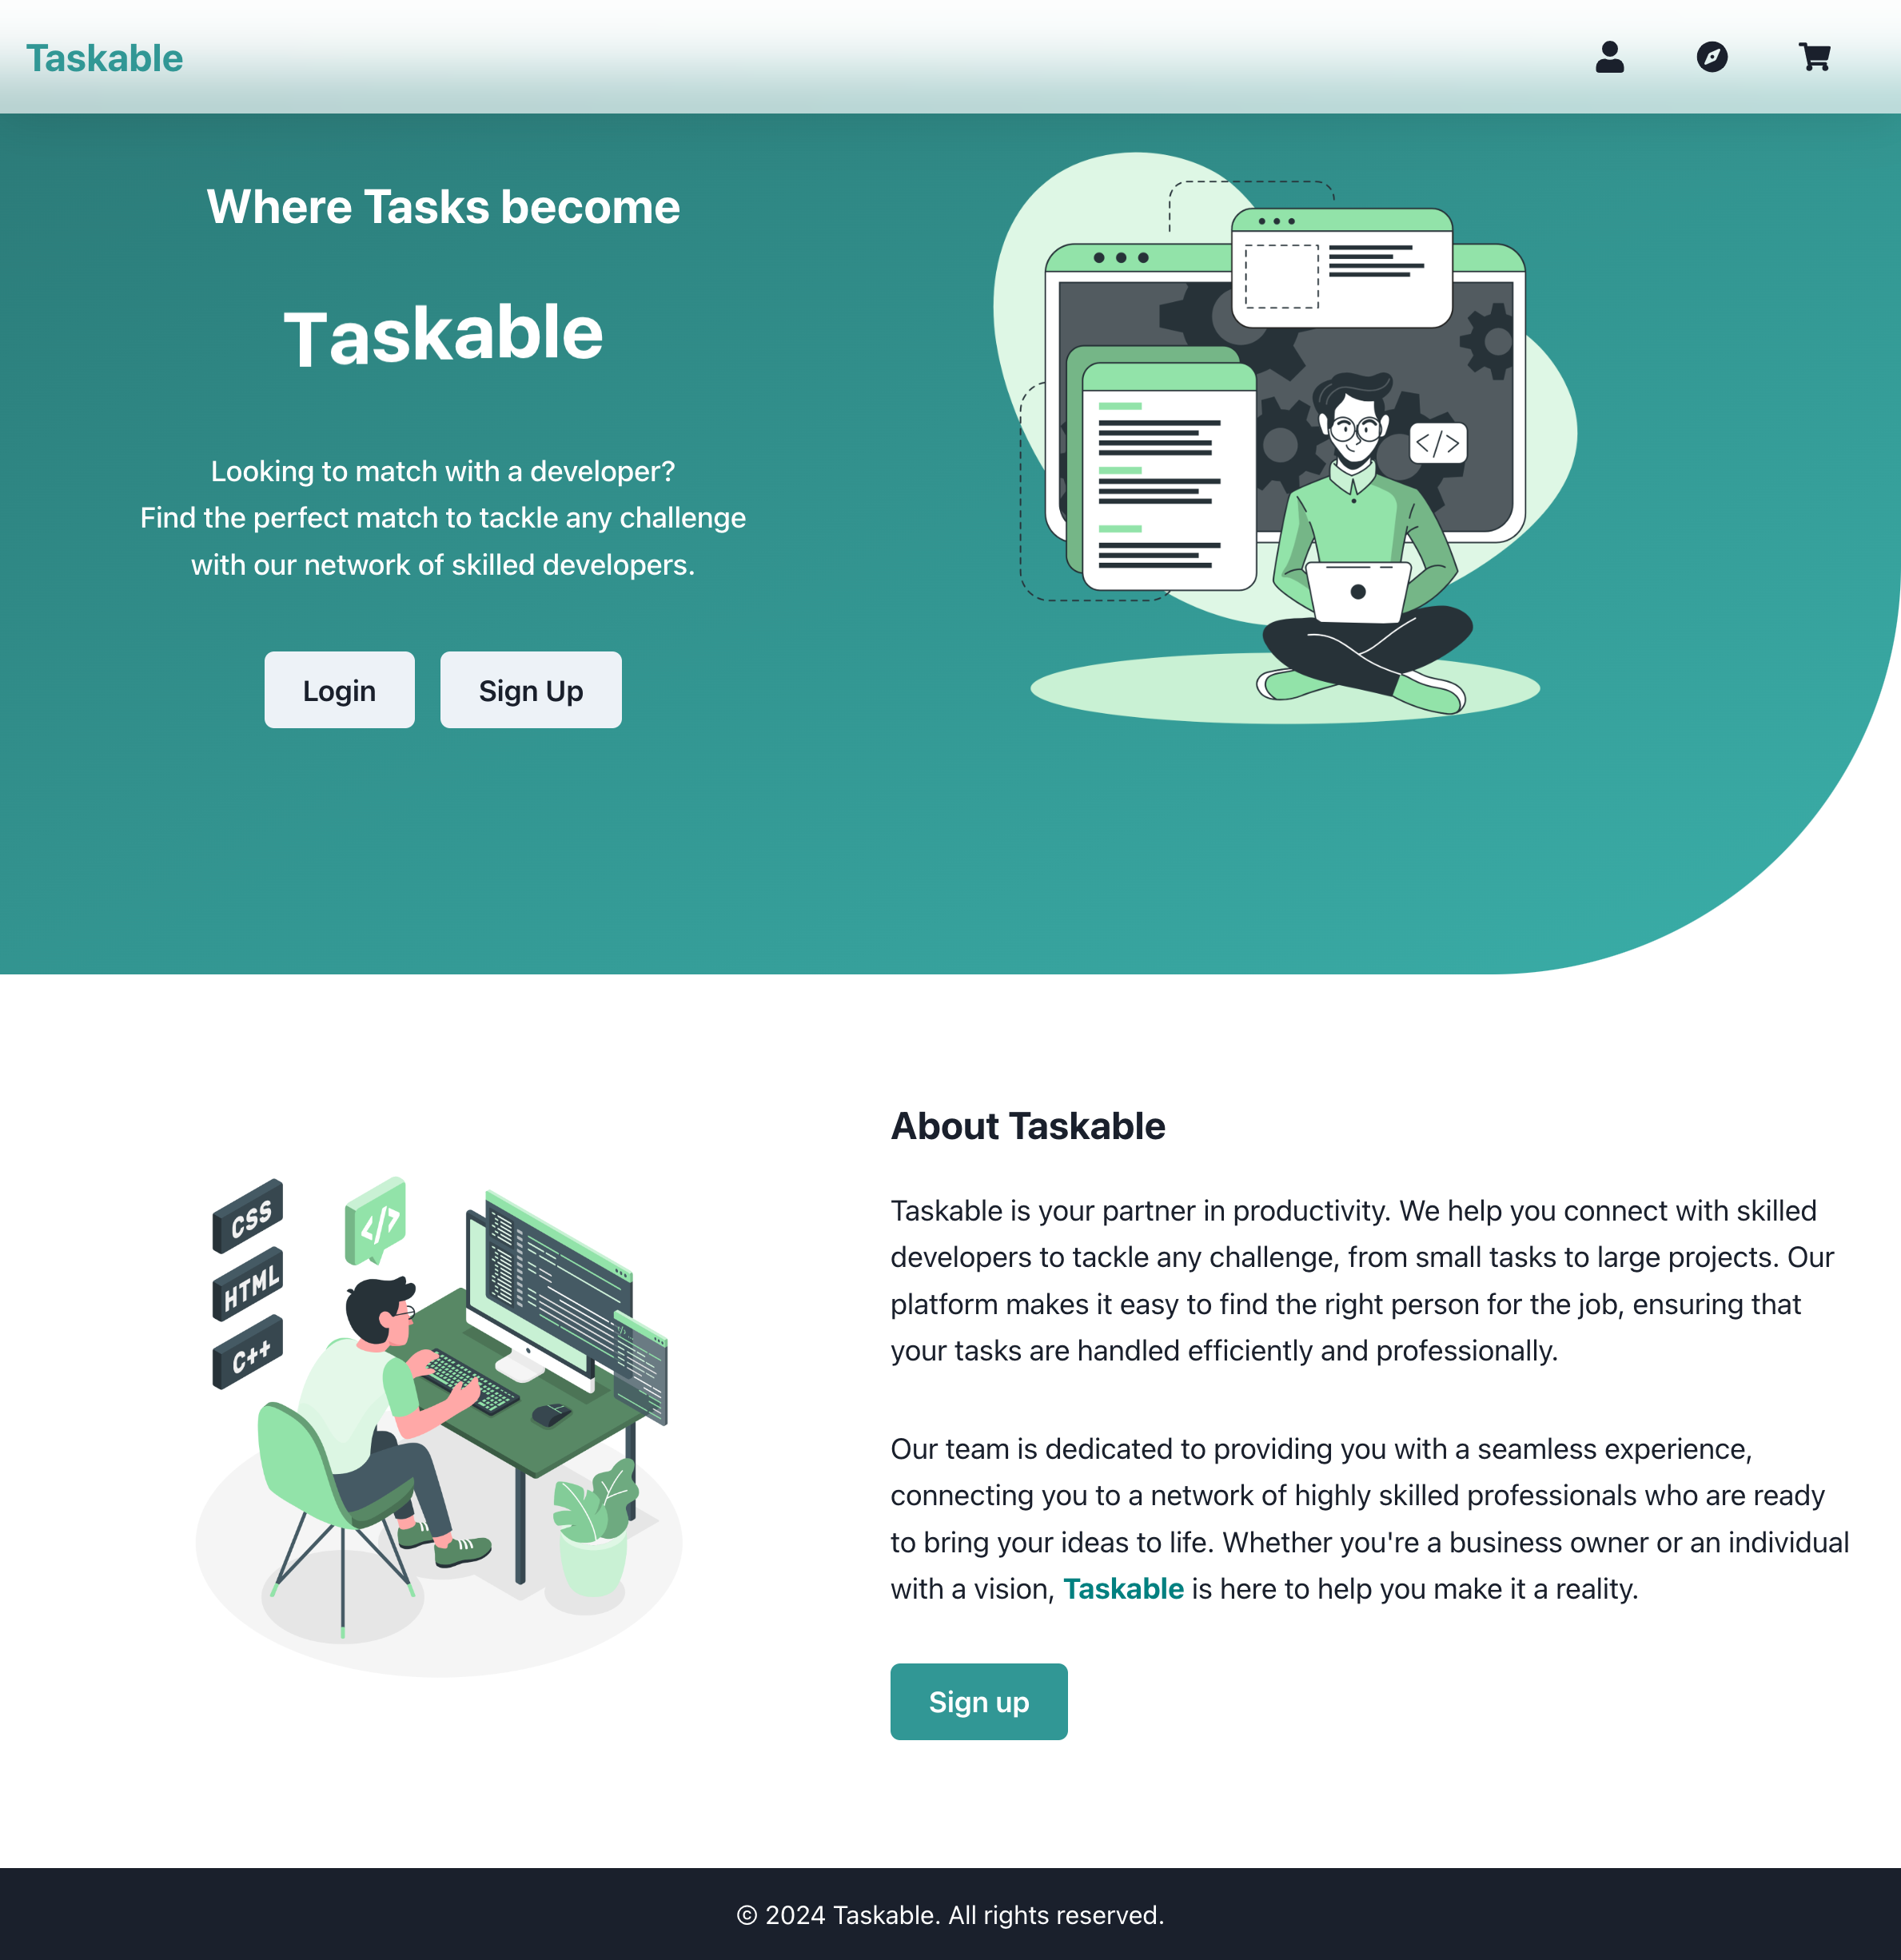 Taskable
Where Tasks become
Taskable
Looking to match with a developer?
Find the perfect match to tackle any challenge
with our network of skilled developers.
Login
Sign Up
</>
CSS
HTML
C++
</>
About Taskable
Taskable is your partner in productivity. We help you connect with skilled
developers to tackle any challenge, from small tasks to large projects. Our
platform makes it easy to find the right person for the job, ensuring that
your tasks are handled efficiently and professionally.
Our team is dedicated to providing you with a seamless experience,
connecting you to a network of highly skilled professionals who are ready
to bring your ideas to life. Whether you're a business owner or an individual
with a vision, Taskable is here to help you make it a reality.
Sign up
© 2024 Taskable. All rights reserved.